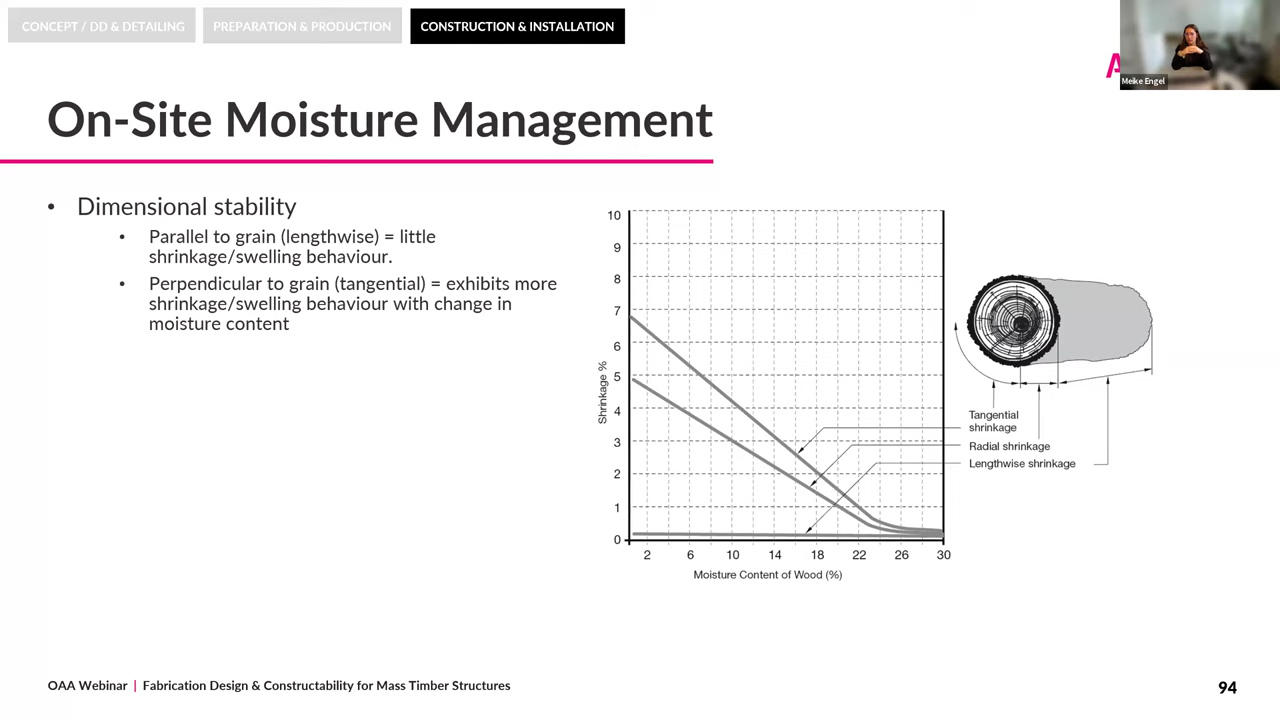 CONCEPT / DD & DETAILING
PREPARATION & PRODUCTION
CONSTRUCTION & INSTALLATION
A
Meike Engel
On-Site Moisture Management
• Dimensional stability
• Parallel to grain (lengthwise) = little
shrinkage/swelling behaviour.
• Perpendicular to grain (tangential) = exhibits more
shrinkage/swelling behaviour with change in
moisture content
10
9
8
7
6
5
4
3
2
1
0
Shrinkage %
2 6 10 14 18 22 26 30
Moisture Content of Wood (%)
Tangential
shrinkage
Radial shrinkage
Lengthwise shrinkage
OAA Webinar | Fabrication Design & Constructability for Mass Timber Structures
94